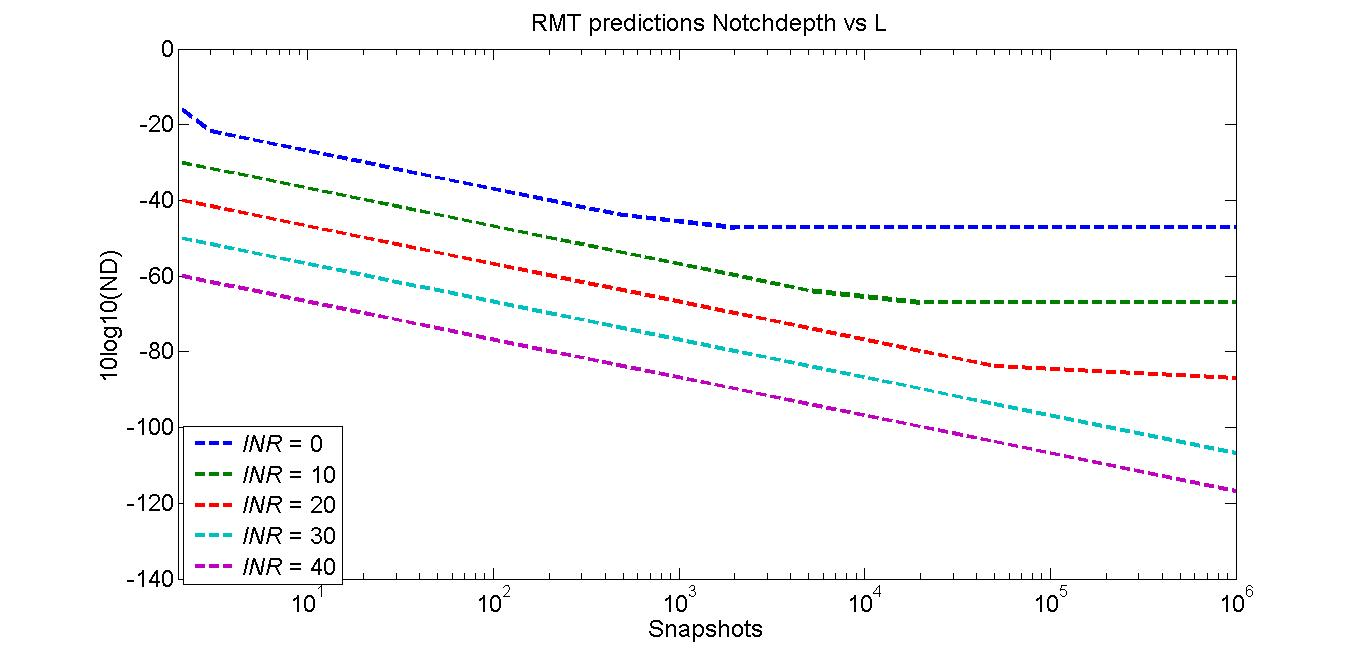 RMT predictions Notchdepth vs L
0
-20
-40
-60
-80
-100
-120
-140
10log10(ND)
INR = 0
INR = 10
INR = 20
INR = 30
INR = 40
10^1 10^2 10^3 10^4 10^5 10^6
Snapshots